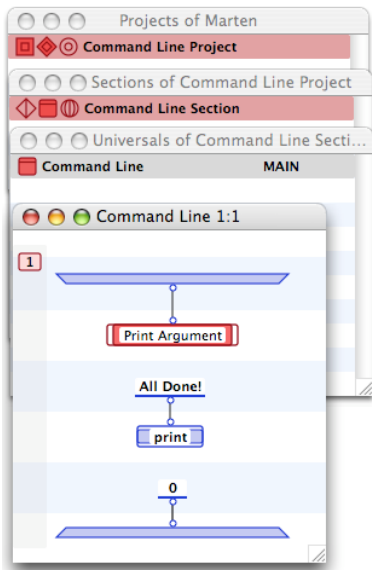 Projects of Marten
Command Line Project
Sections of Command Line Project
Command Line Section
Universals of Command Line Secti...
Command Line MAIN
Command Line 1:1
1
Print Argument
All Done!
print
0